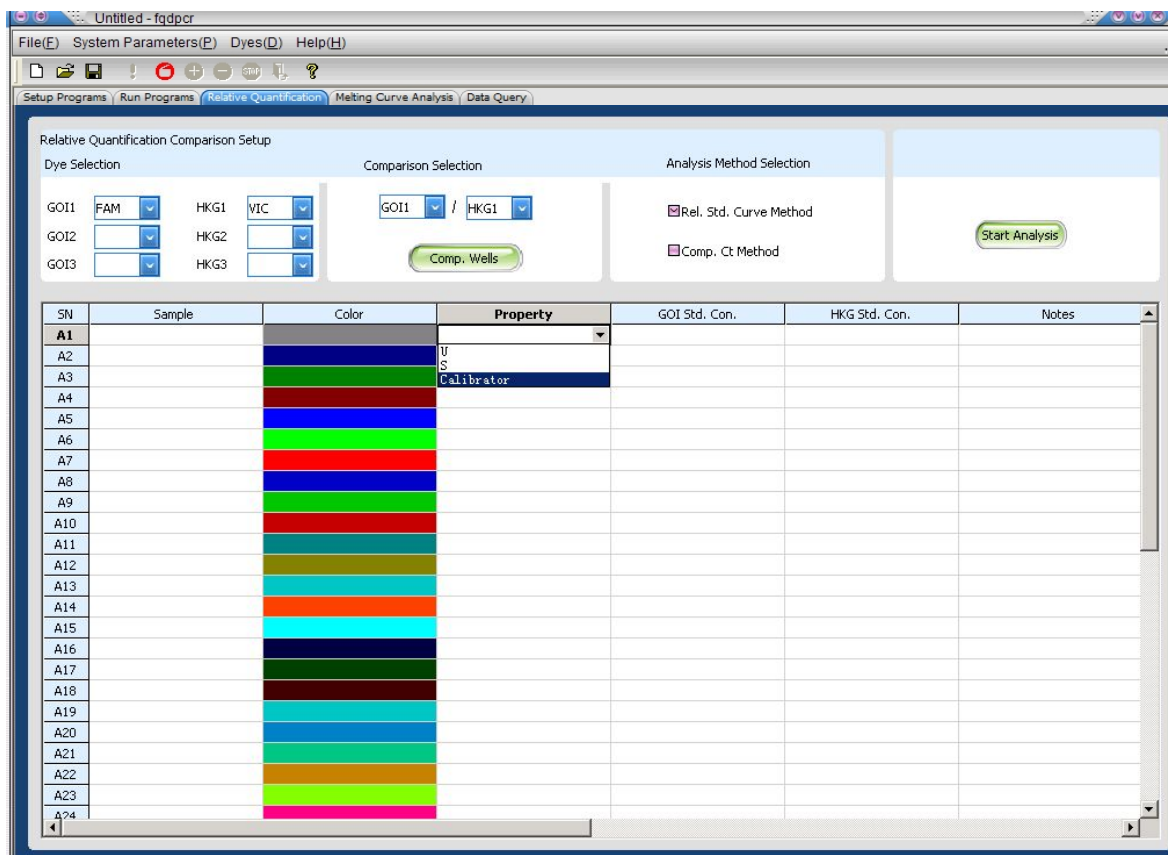 Untitled - fqdpcr
File(F) System Parameters(P) Dyes(D) Help(H)
STOP
Setup Programs Run Programs Relative Quantification Melting Curve Analysis Data Query
Relative Quantification Comparison Setup
Dye Selection Comparison Selection Analysis Method Selection
GOI1 FAM HKG1 VIC GOI1 / HKG1 Rel. Std. Curve Method
GOI2 HKG2 Start Analysis
GOI3 HKG3 Comp. Wells Comp. Ct Method
SN Sample Color Property GOI Std. Con. HKG Std. Con. Notes
A1
A2 U
S
A3 Calibrator
A4
A5
A6
A7
A8
A9
A10
A11
A12
A13
A14
A15
A16
A17
A18
A19
A20
A21
A22
A23
A24